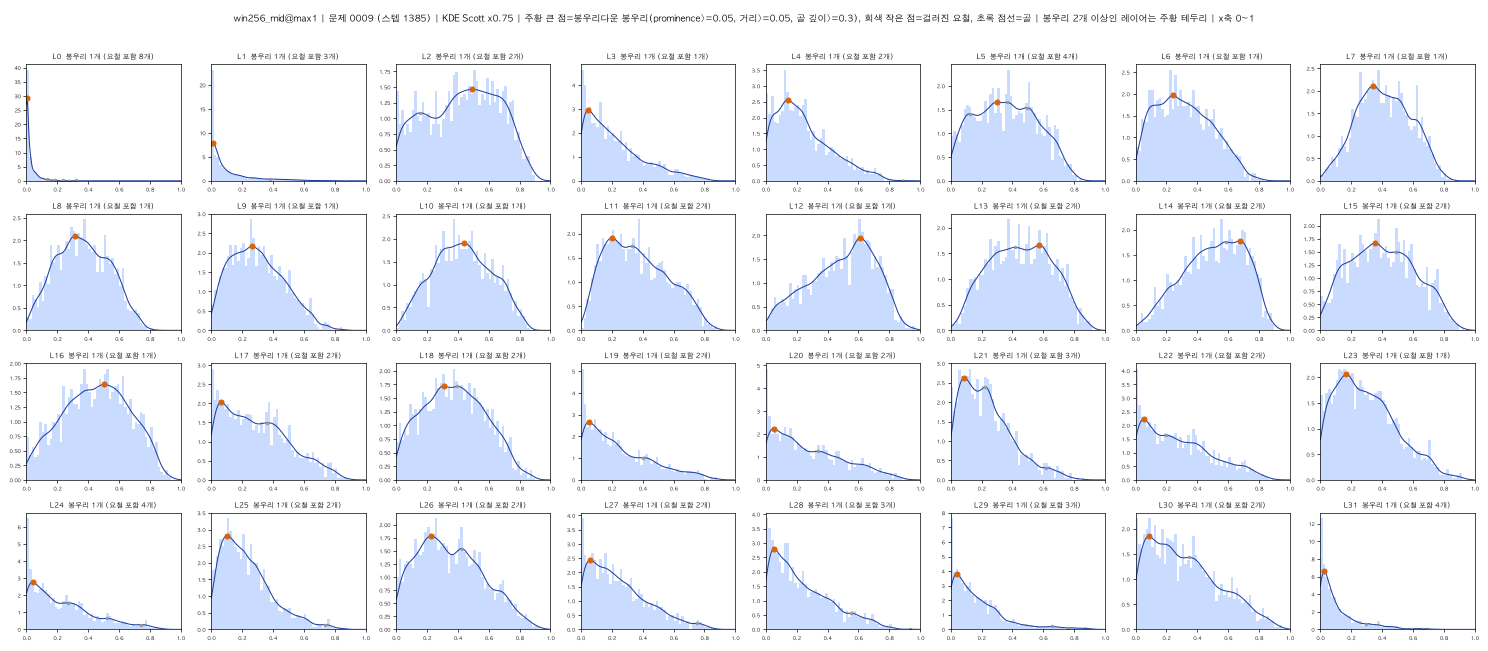 win256_mid@max1 | 문제 0009 (스텝 1385) | KDE Scott x0.75 | 주황 큰 점=봉우리다운 봉우리(prominence>=0.05, 거리>=0.05, 골 깊이>=0.3), 회색 작은 점=걸러진 요철, 초록 점선=골 | 봉우리 2개 이상인 레이어는 주황 테두리 | x축 0~1
L0 봉우리 1개 (요철 포함 8개)
L1 봉우리 1개 (요철 포함 3개)
L2 봉우리 1개 (요철 포함 2개)
L3 봉우리 1개 (요철 포함 1개)
L4 봉우리 1개 (요철 포함 2개)
L5 봉우리 1개 (요철 포함 4개)
L6 봉우리 1개 (요철 포함 1개)
L7 봉우리 1개 (요철 포함 1개)
L8 봉우리 1개 (요철 포함 1개)
L9 봉우리 1개 (요철 포함 1개)
L10 봉우리 1개 (요철 포함 1개)
L11 봉우리 1개 (요철 포함 2개)
L12 봉우리 1개 (요철 포함 1개)
L13 봉우리 1개 (요철 포함 2개)
L14 봉우리 1개 (요철 포함 2개)
L15 봉우리 1개 (요철 포함 2개)
L16 봉우리 1개 (요철 포함 1개)
L17 봉우리 1개 (요철 포함 2개)
L18 봉우리 1개 (요철 포함 2개)
L19 봉우리 1개 (요철 포함 2개)
L20 봉우리 1개 (요철 포함 2개)
L21 봉우리 1개 (요철 포함 3개)
L22 봉우리 1개 (요철 포함 2개)
L23 봉우리 1개 (요철 포함 1개)
L24 봉우리 1개 (요철 포함 4개)
L25 봉우리 1개 (요철 포함 2개)
L26 봉우리 1개 (요철 포함 2개)
L27 봉우리 1개 (요철 포함 2개)
L28 봉우리 1개 (요철 포함 3개)
L29 봉우리 1개 (요철 포함 3개)
L30 봉우리 1개 (요철 포함 2개)
L31 봉우리 1개 (요철 포함 4개)